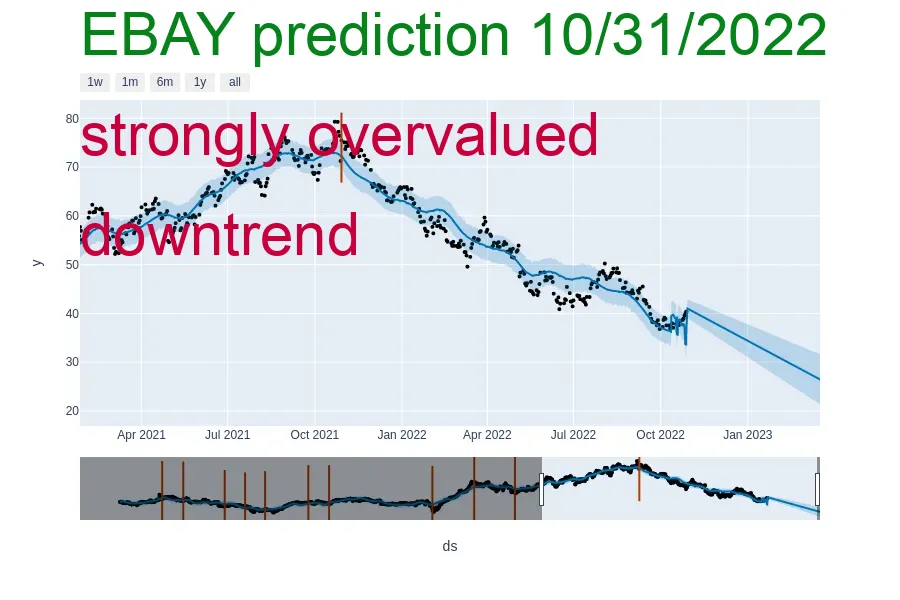 EBAY prediction 10/31/2022
1w 1m 6m 1y all
strongly overvalued
downtrend
80
70
60
50
40
30
20
y
Apr 2021 Jul 2021 Oct 2021 Jan 2022 Apr 2022 Jul 2022 Oct 2022 Jan 2023
ds